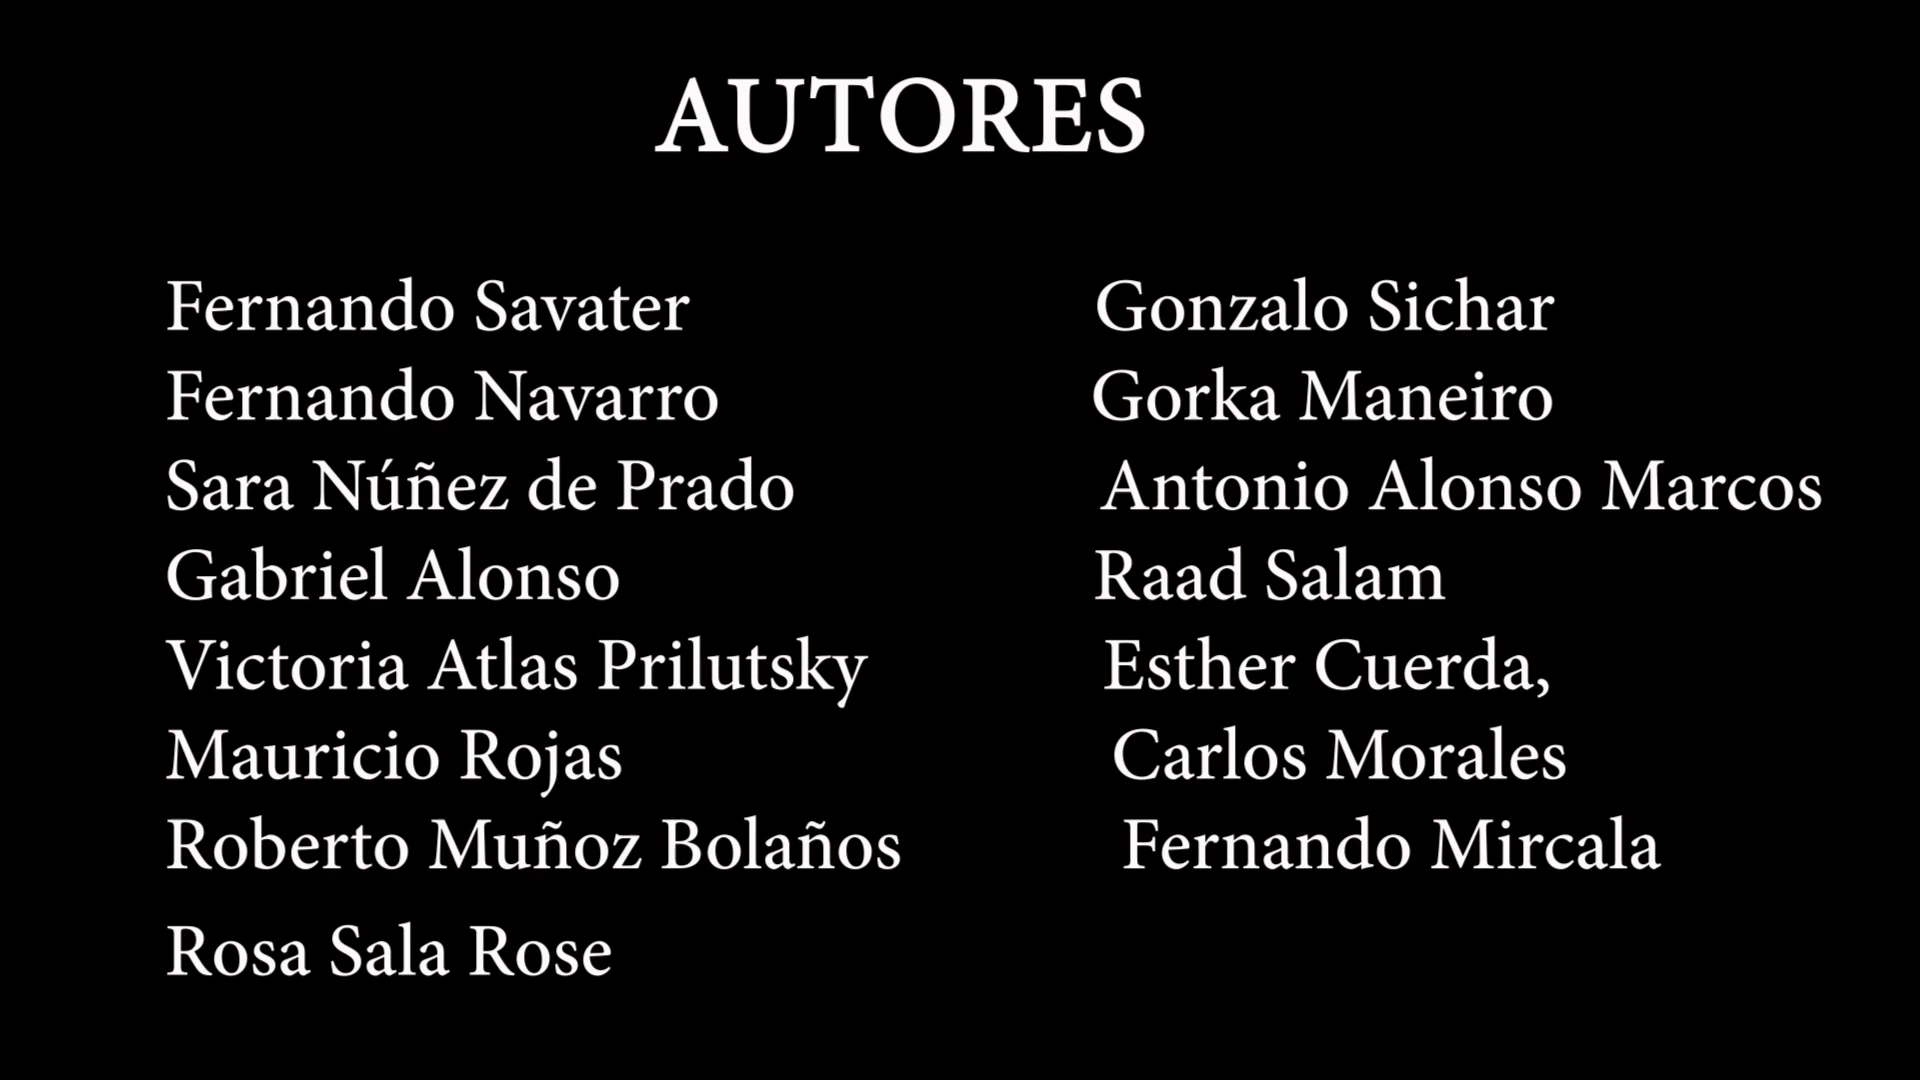 AUTORES
Fernando Savater
Fernando Navarro
Sara Núñez de Prado
Gabriel Alonso
Victoria Atlas Prilutsky
Mauricio Rojas
Roberto Muñoz Bolaños
Rosa Sala Rose
Gonzalo Sichar
Gorka Maneiro
Antonio Alonso Marcos
Raad Salam
Esther Cuerda,
Carlos Morales
Fernando Mircala